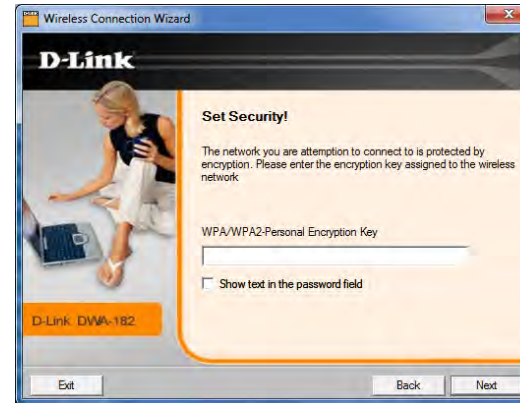 Wireless Connection Wizard
D-Link
Set Security!
The network you are attemption to connect to is protected by
encryption. Please enter the encryption key assigned to the wireless
network
WPA/WPA2-Personal Encryption Key
Show text in the password field
D-Link DWA-182
Exit
Back
Next